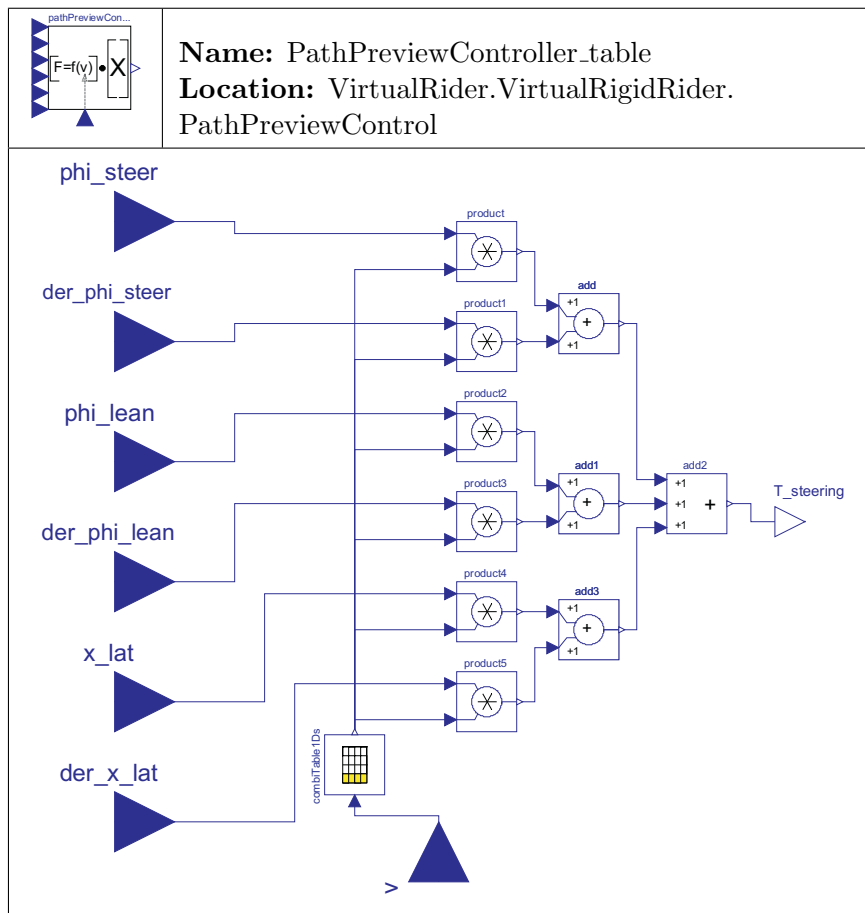 pathPreviewCon...
[F=f(v)]•[X]
Name: PathPreviewController_table
Location: VirtualRider.VirtualRigidRider.
PathPreviewControl
phi_steer
product
der_phi_steer
add
+1
+
+1
product1
phi_lean
product2
add1
+1
+
+1
add2
+1
+1
+
+1
T_steering
der_phi_lean
product3
x_lat
product4
add3
+1
+
+1
product5
der_x_lat
combiTable1Ds
v